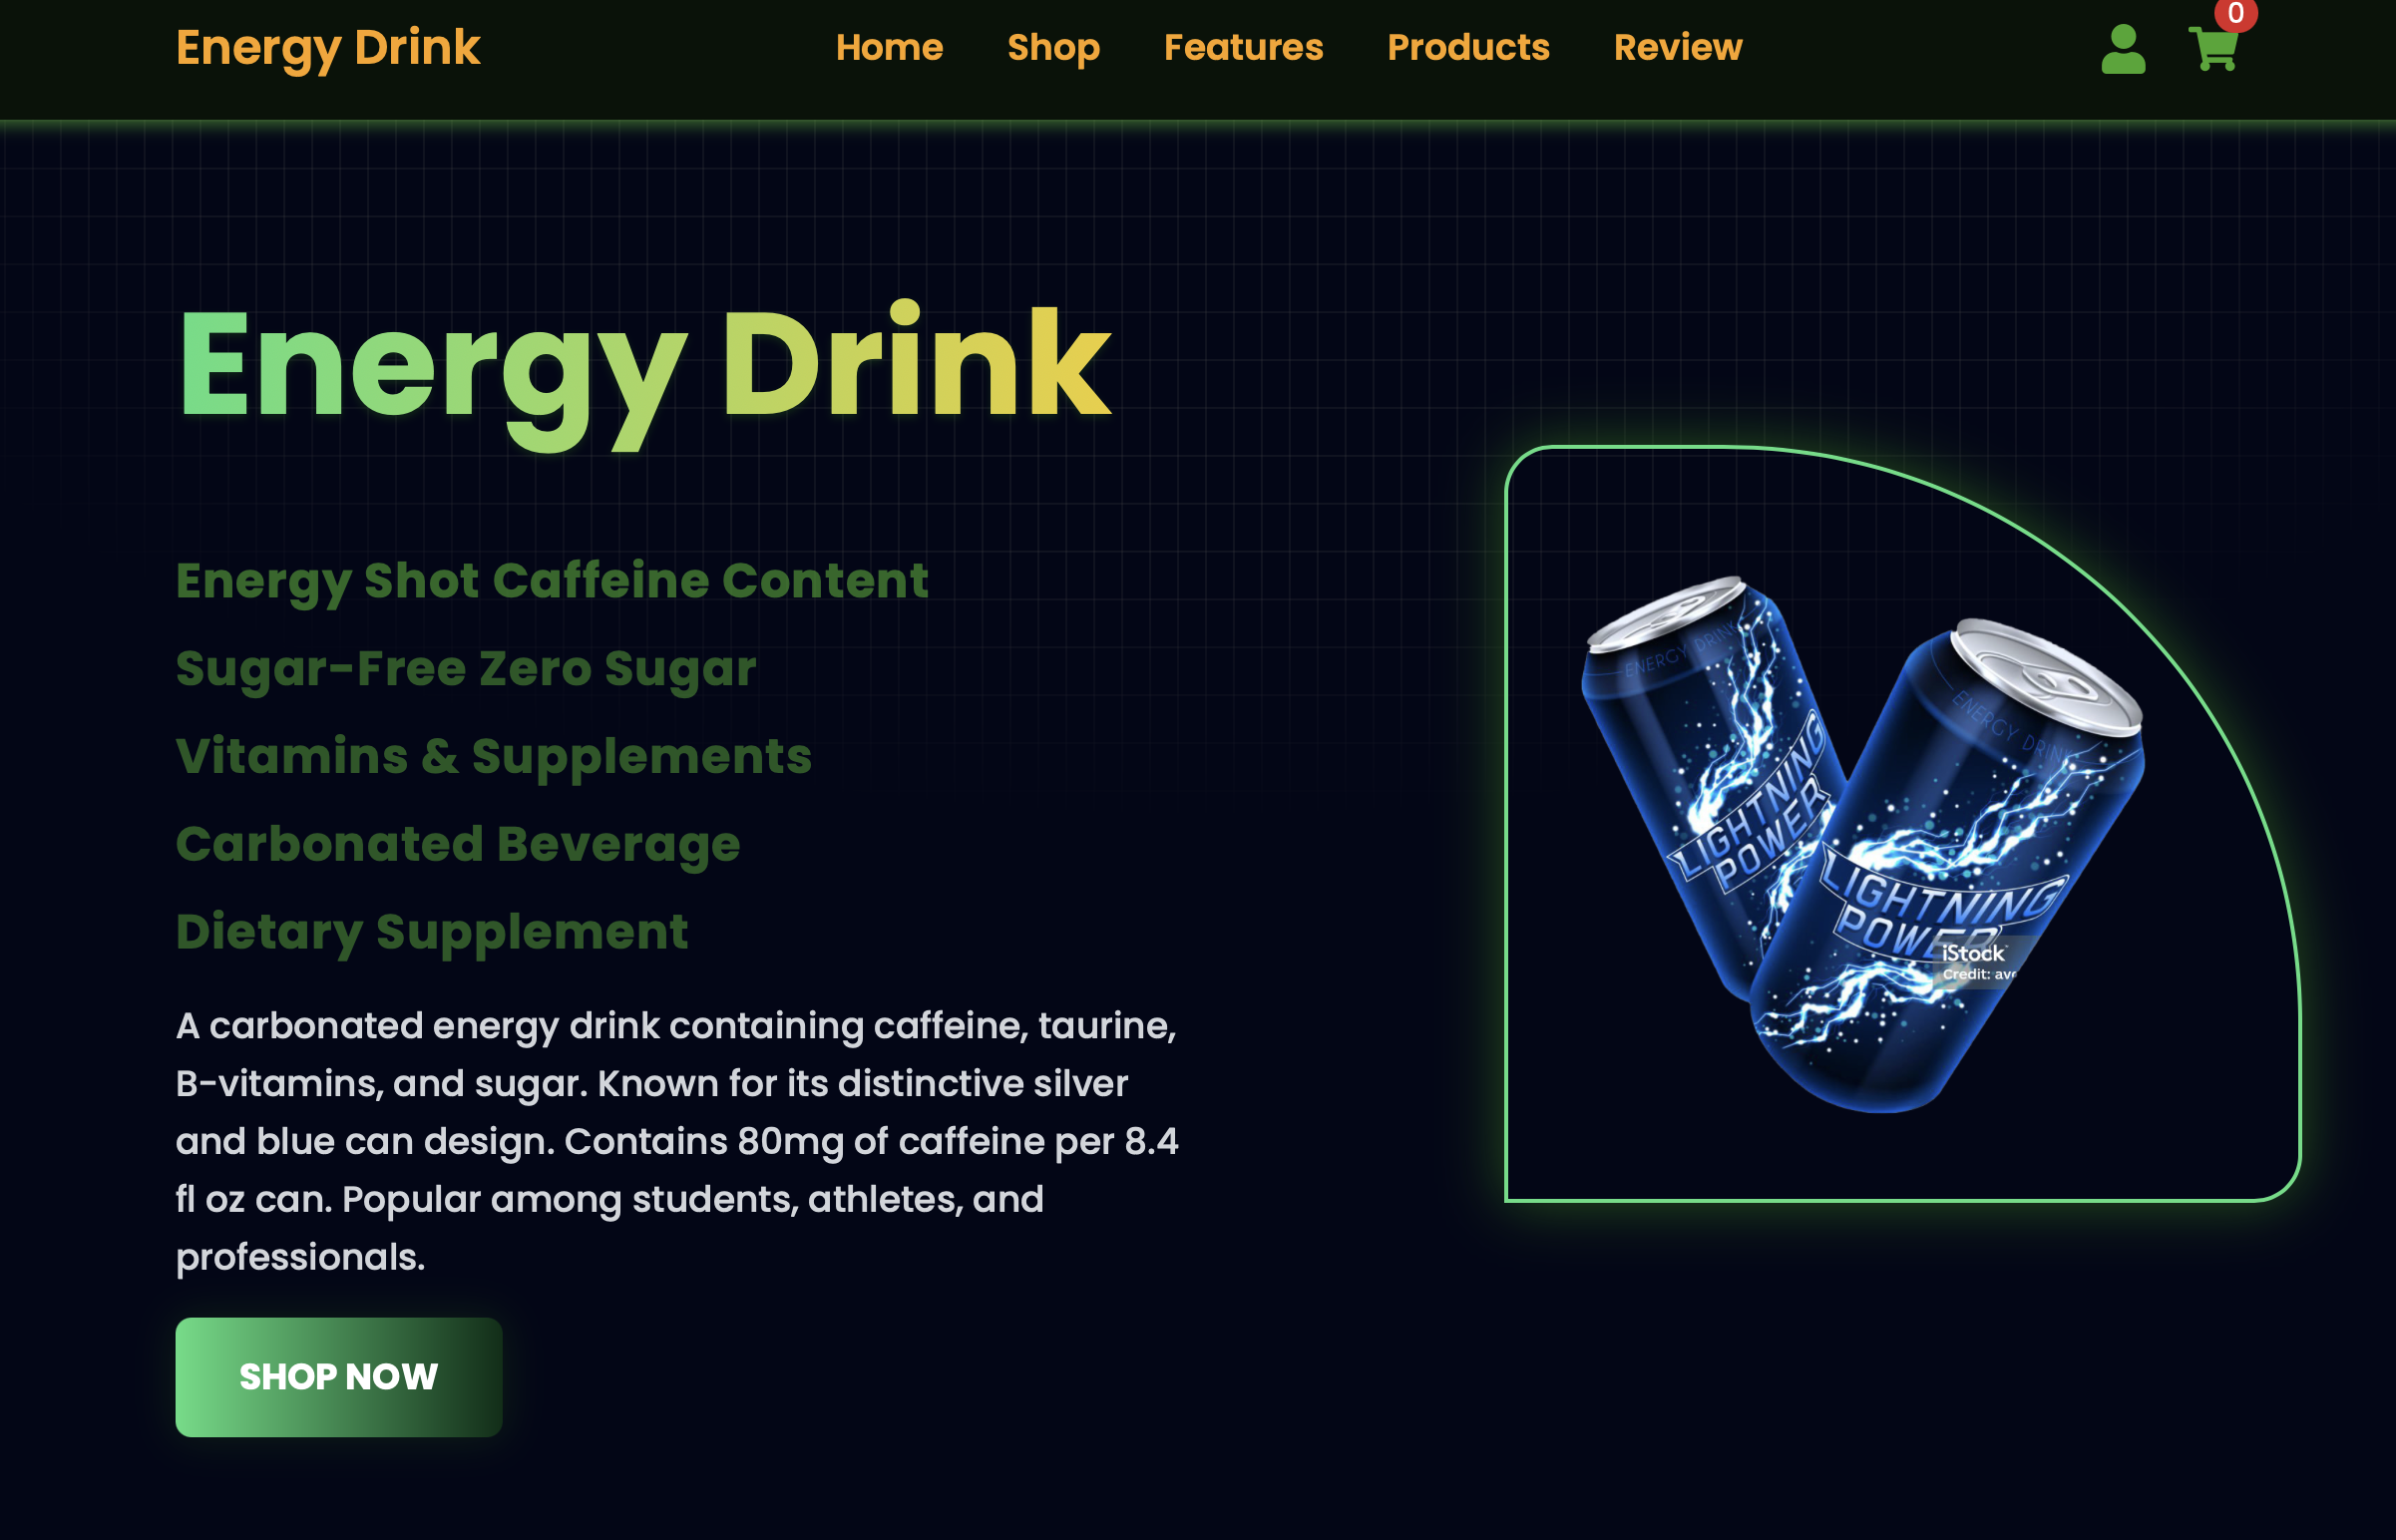 Energy Drink
Home
Shop
Features
Products
Review
0
Energy Drink
Energy Shot Caffeine Content
Sugar-Free Zero Sugar
Vitamins & Supplements
Carbonated Beverage
Dietary Supplement
A carbonated energy drink containing caffeine, taurine,
B-vitamins, and sugar. Known for its distinctive silver
and blue can design. Contains 80mg of caffeine per 8.4
fl oz can. Popular among students, athletes, and
professionals.
SHOP NOW
ENERGY DRINK
LIGHTNING
POWER
ENERGY DRINK
LIGHTNING
POWER
iStock
Credit: